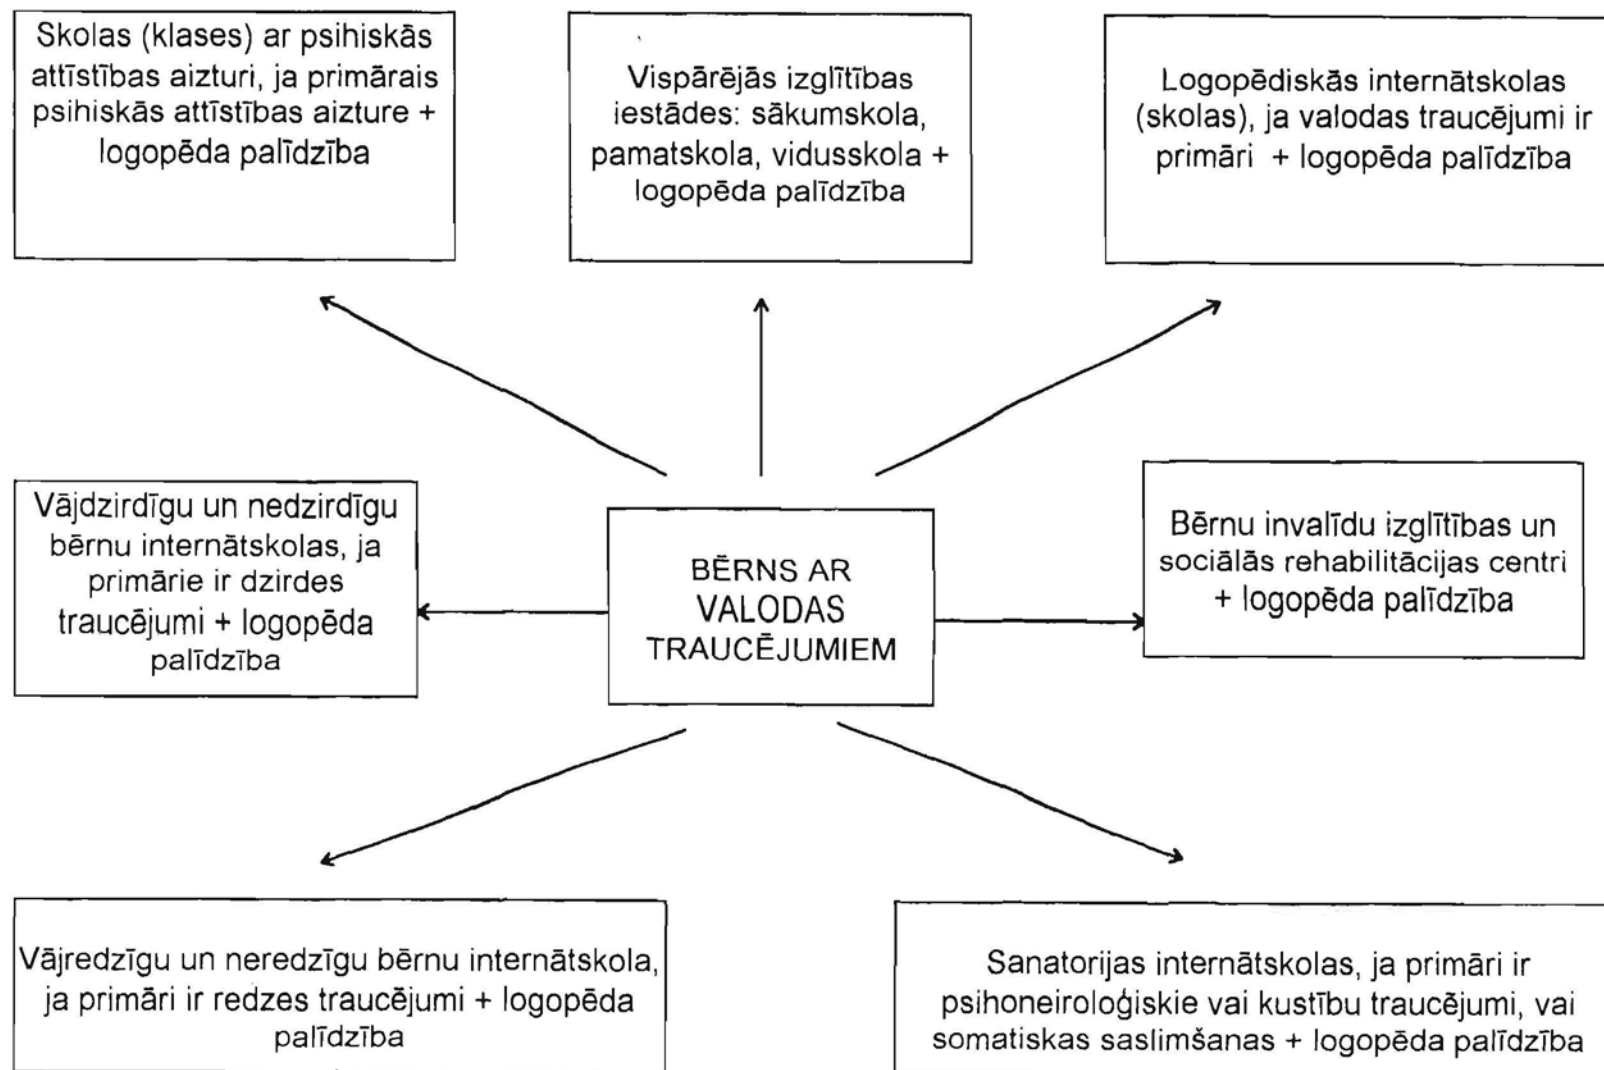 Skolas (klases) ar psihiskās
attīstības aizturi, ja primārais
psihiskās attīstības aizture +
logopēda palīdzība
Vispārējās izglītības
iestādes: sākumskola,
pamatskola, vidusskola +
logopēda palīdzība
Logopēdiskās internātskolas
(skolas), ja valodas traucējumi ir
primāri + logopēda palīdzība
Vājdzirdīgu un nedzirdīgu
bērnu internātskolas, ja
primārie ir dzirdes
traucējumi + logopēda
palīdzība
BĒRNS AR
VALODAS
TRAUCĒJUMIEM
Bērnu invalīdu izglītības un
sociālās rehabilitācijas centri
+ logopēda palīdzība
Vājredzīgu un neredzīgu bērnu internātskola,
ja primāri ir redzes traucējumi + logopēda
palīdzība
Sanatorijas internātskolas, ja primāri ir
psihoneiroloģiskie vai kustību traucējumi, vai
somatiskas saslimšanas + logopēda palīdzība